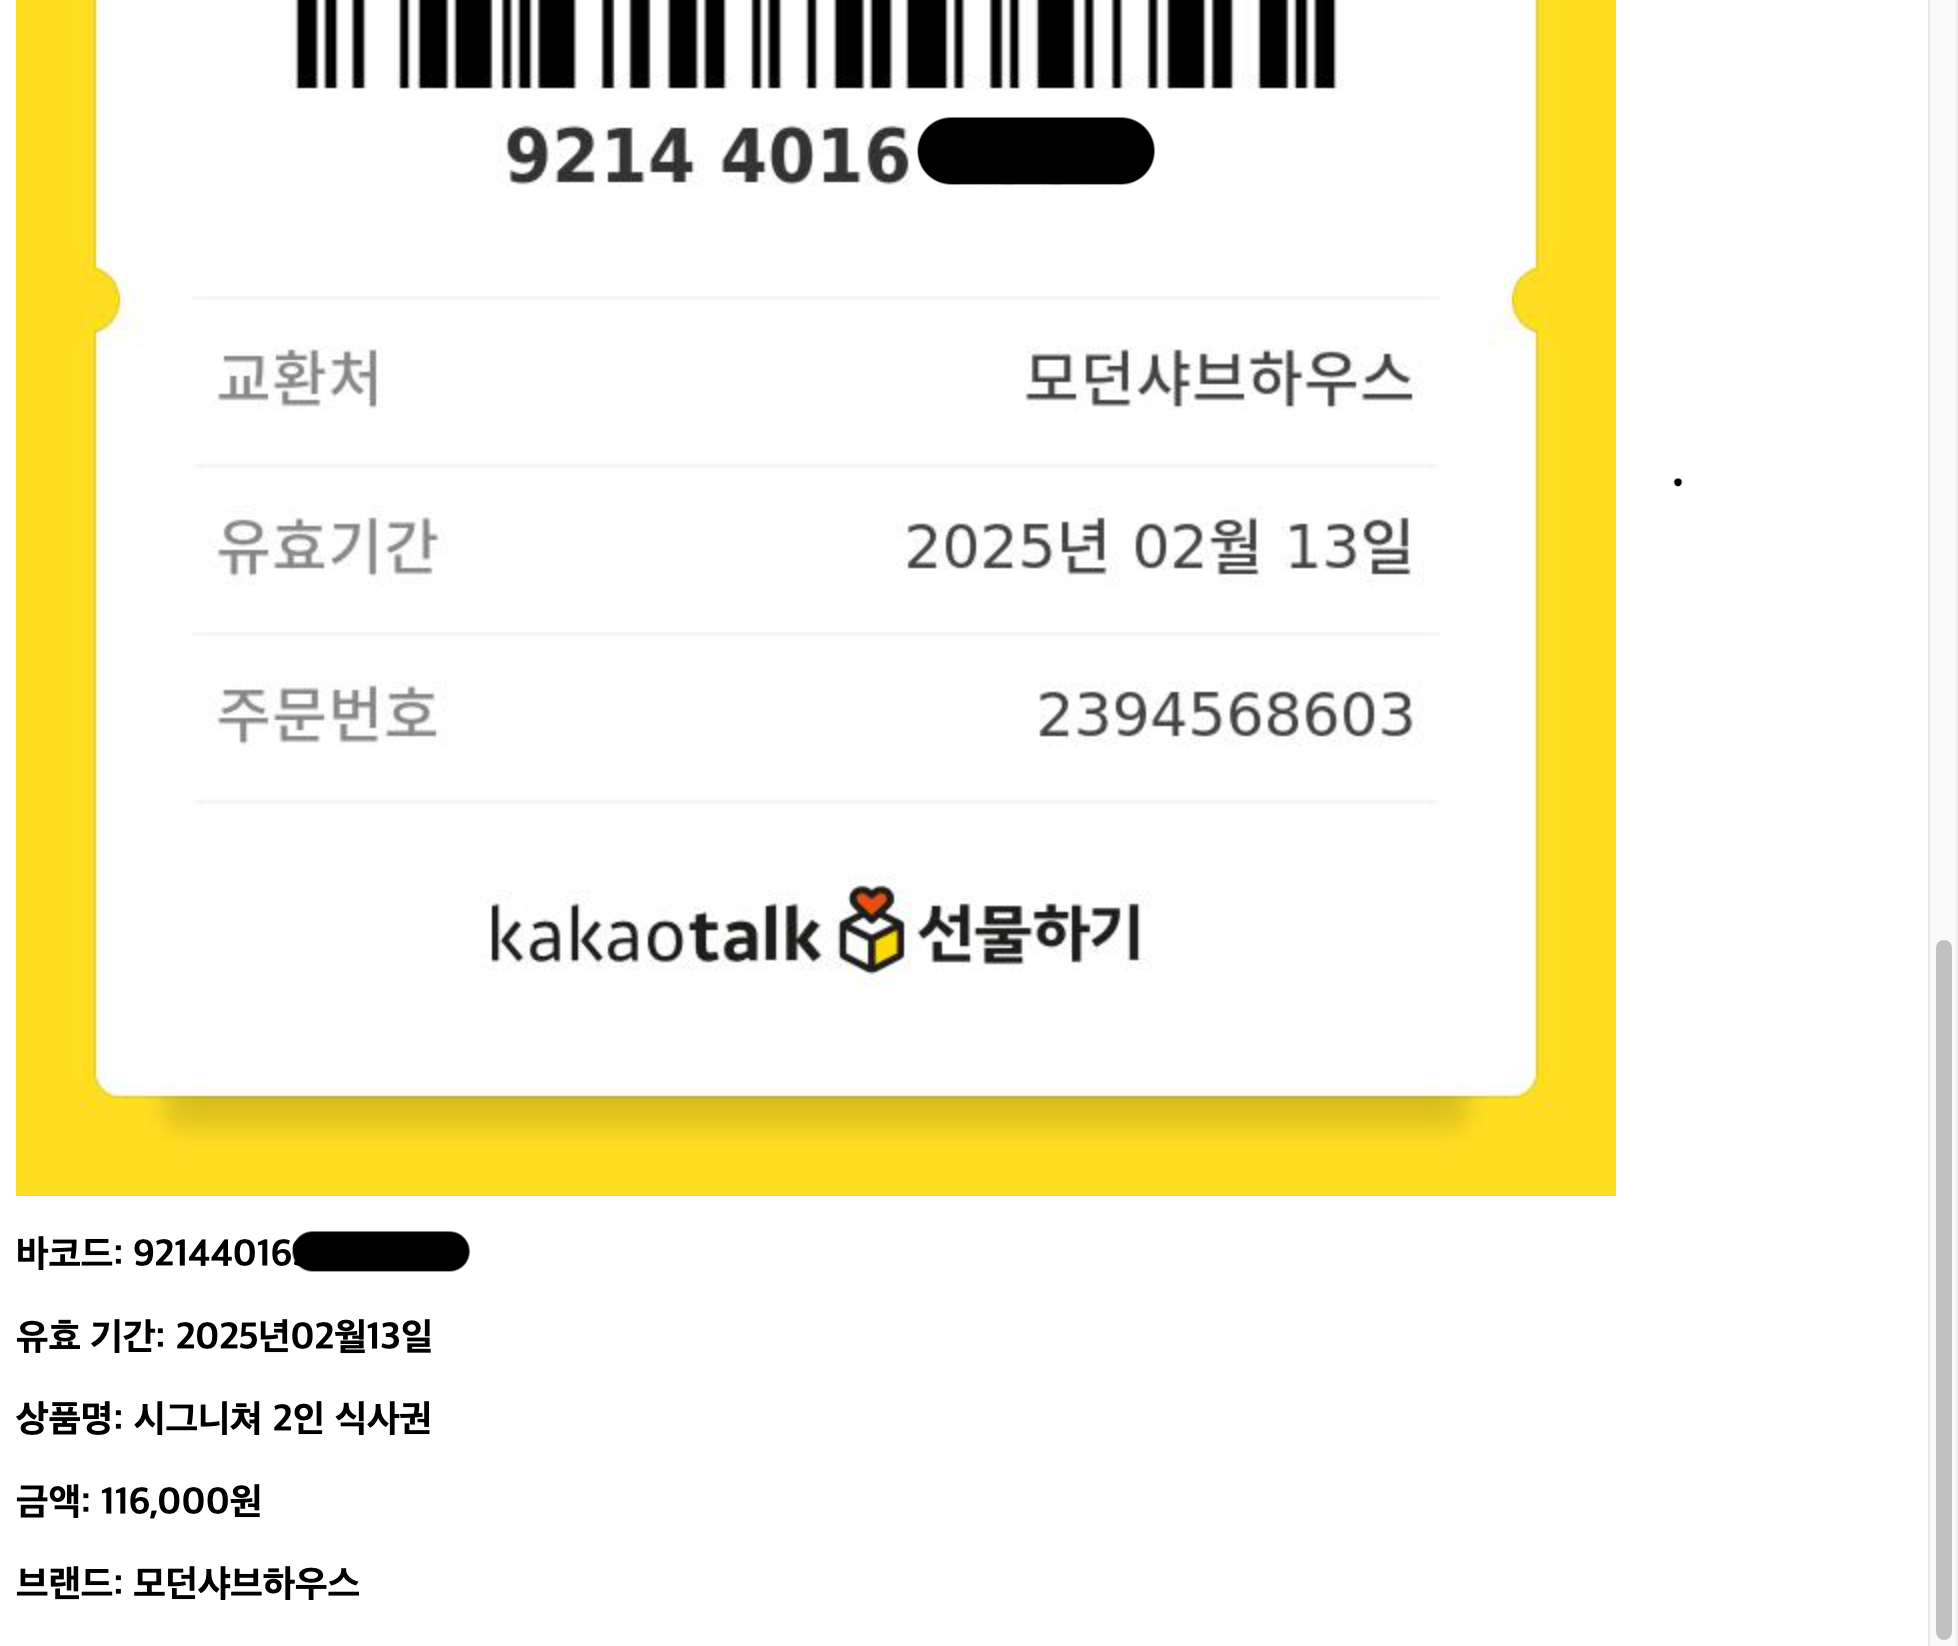 9214 4016
교환처 모던샤브하우스
유효기간 2025년 02월 13일
주문번호 2394568603
kakaotalk 선물하기
바코드: 92144016
유효 기간: 2025년02월13일
상품명: 시그니쳐 2인 식사권
금액: 116,000원
브랜드: 모던샤브하우스